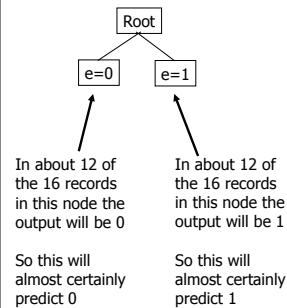 Root
e=0
e=1
In about 12 of
the 16 records
in this node the
output will be 0
So this will
almost certainly
predict 0
In about 12 of
the 16 records
in this node the
output will be 1
So this will
almost certainly
predict 1